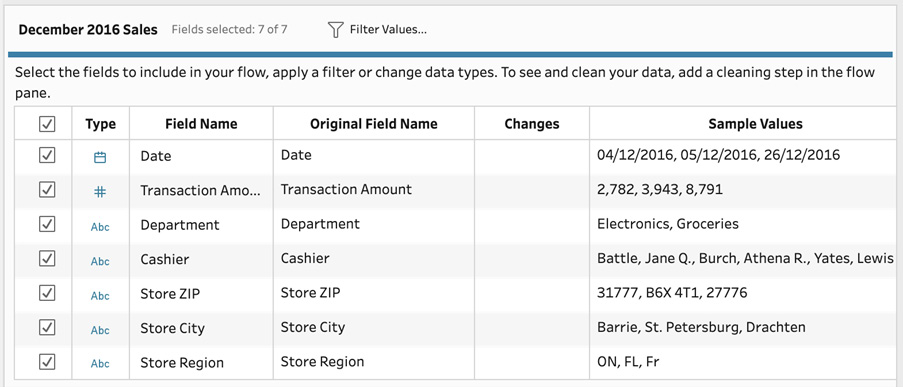 December 2016 Sales Fields selected: 7 of 7 Filter Values...
Select the fields to include in your flow, apply a filter or change data types. To see and clean your data, add a cleaning step in the flow
pane.
Type Field Name Original Field Name Changes Sample Values
Date Date 04/12/2016, 05/12/2016, 26/12/2016
# Transaction Amo... Transaction Amount 2,782, 3,943, 8,791
Abc Department Department Electronics, Groceries
Abc Cashier Cashier Battle, Jane Q., Burch, Athena R., Yates, Lewis
Abc Store ZIP Store ZIP 31777, B6X 4T1, 27776
Abc Store City Store City Barrie, St. Petersburg, Drachten
Abc Store Region Store Region ON, FL, Fr